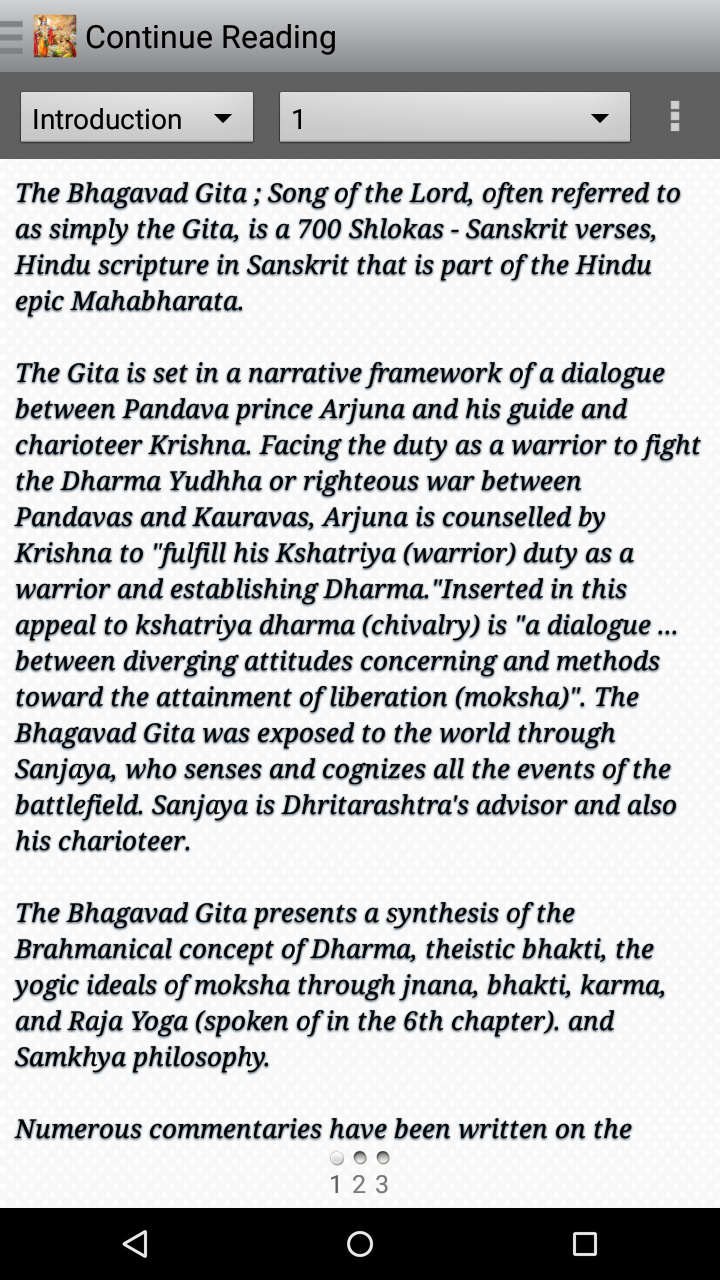 Continue Reading
Introduction
1
The Bhagavad Gita ; Song of the Lord, often referred to
as simply the Gita, is a 700 Shlokas - Sanskrit verses,
Hindu scripture in Sanskrit that is part of the Hindu
epic Mahabharata.
The Gita is set in a narrative framework of a dialogue
between Pandava prince Arjuna and his guide and
charioteer Krishna. Facing the duty as a warrior to fight
the Dharma Yudhha or righteous war between
Pandavas and Kauravas, Arjuna is counselled by
Krishna to "fulfill his Kshatriya (warrior) duty as a
warrior and establishing Dharma."Inserted in this
appeal to kshatriya dharma (chivalry) is "a dialogue ...
between diverging attitudes concerning and methods
toward the attainment of liberation (moksha)". The
Bhagavad Gita was exposed to the world through
Sanjaya, who senses and cognizes all the events of the
battlefield. Sanjaya is Dhritarashtra's advisor and also
his charioteer.
The Bhagavad Gita presents a synthesis of the
Brahmanical concept of Dharma, theistic bhakti, the
yogic ideals of moksha through jnana, bhakti, karma,
and Raja Yoga (spoken of in the 6th chapter). and
Samkhya philosophy.
Numerous commentaries have been written on the
1 2 3